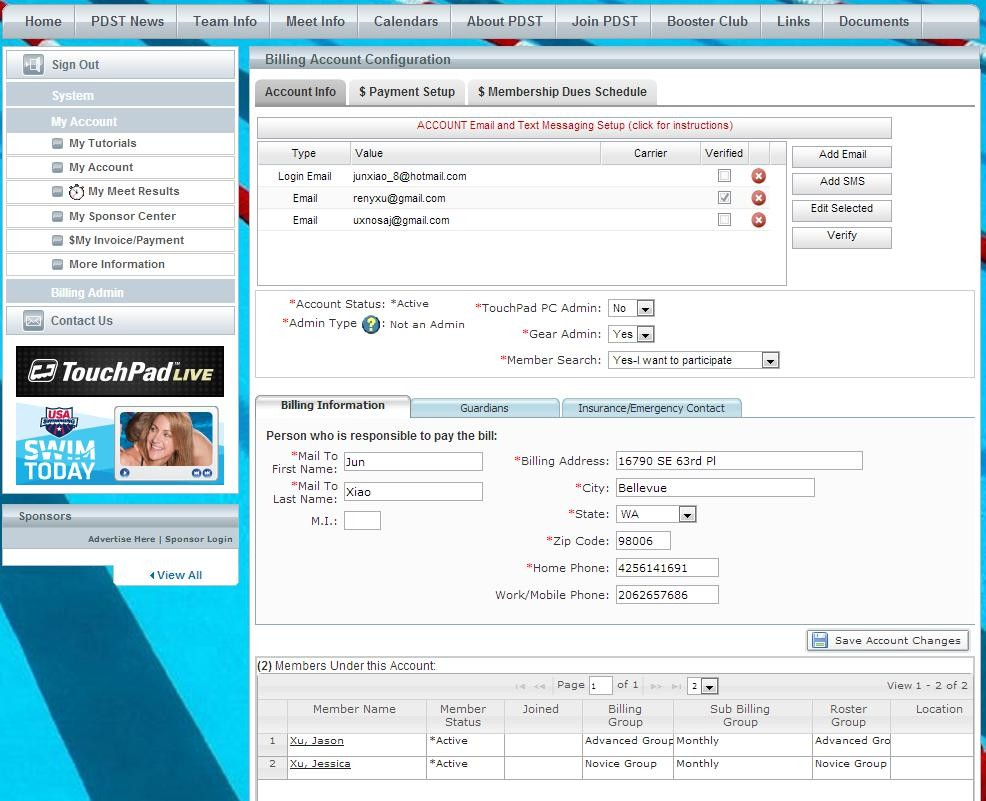 Home PDST News Team Info Meet Info Calendars About PDST Join PDST Booster Club Links Documents
Sign Out
System
My Account
My Tutorials
My Account
My Meet Results
My Sponsor Center
$My Invoice/Payment
More Information
Billing Admin
Contact Us
TouchPad LIVE
USA
SWIMMING
SWIM
TODAY
Sponsors
Advertise Here | Sponsor Login
View All
Billing Account Configuration
Account Info $ Payment Setup $ Membership Dues Schedule
ACCOUNT Email and Text Messaging Setup (click for instructions)
Type Value Carrier Verified
Login Email junxiao_8@hotmail.com
Email renyxu@gmail.com
Email uxnosaj@gmail.com
Add Email
Add SMS
Edit Selected
Verify
*Account Status: *Active
*Admin Type ? : Not an Admin
*TouchPad PC Admin: No
*Gear Admin: Yes
*Member Search: Yes-I want to participate
Billing Information Guardians Insurance/Emergency Contact
Person who is responsible to pay the bill:
*Mail To
First Name: Jun
*Mail To
Last Name: Xiao
M.I.:
*Billing Address: 16790 SE 63rd Pl
*City: Bellevue
*State: WA
*Zip Code: 98006
*Home Phone: 4256141691
Work/Mobile Phone: 2062657686
Save Account Changes
(2) Members Under this Account:
Page 1 of 1 2 View 1 - 2 of 2
Member Name Member Status Joined Billing Group Sub Billing Group Roster Group Location
1 Xu, Jason *Active Advanced Group Monthly Advanced Gro
2 Xu, Jessica *Active Novice Group Monthly Novice Group